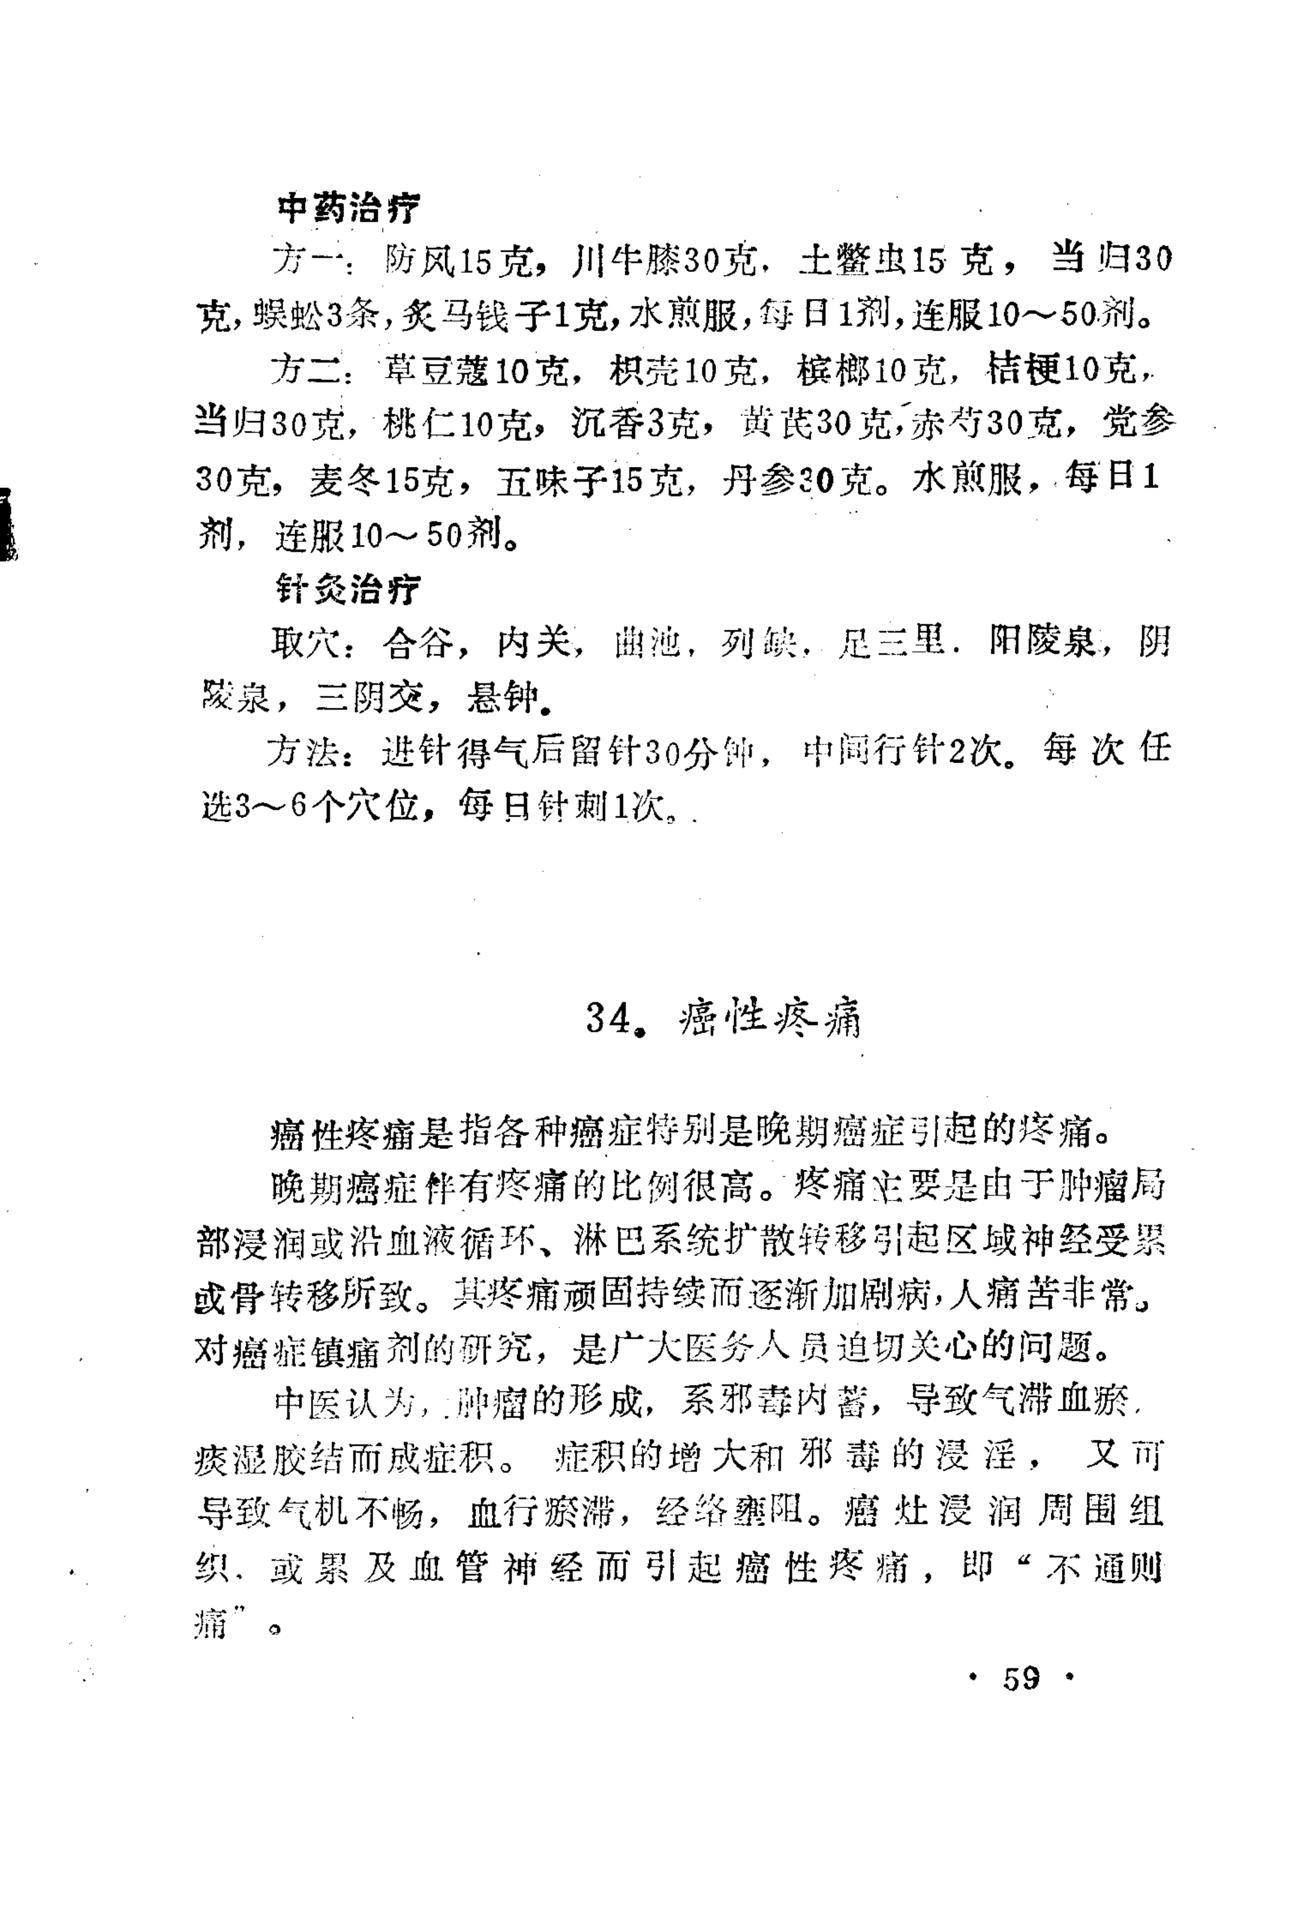 中药治疗
方一：防风15克，川牛膝30克，土鳖虫15克，当归30
克，蜈蚣3条，炙马钱子1克，水煎服，每日1剂，连服10～50剂。
方二：草豆蔻10克，枳壳10克，槟榔10克，桔梗10克，
当归30克，桃仁10克，沉香3克，黄芪30克，赤芍30克，党参
30克，麦冬15克，五味子15克，丹参30克。水煎服，每日1
剂，连服10～50剂。
针灸治疗
取穴：合谷，内关，曲池，列缺，足三里．阳陵泉，阴
陵泉，三阴交，悬钟．
方法：进针得气后留针30分钟，中间行针2次。每次任
选3～6个穴位，每日针刺1次。
34．癌性疼痛
癌性疼痛是指各种癌症特别是晚期癌症引起的疼痛。
晚期癌症伴有疼痛的比例很高。疼痛主要是由于肿瘤局
部浸润或沿血液循环、淋巴系统扩散转移引起区域神经受累
或骨转移所致。其疼痛顽固持续而逐渐加剧病，人痛苦非常。
对癌症镇痛剂的研究，是广大医务人员迫切关心的问题。
中医认为，肿瘤的形成，系邪毒内蓄，导致气滞血瘀，
痰湿胶结而成症积。症积的增大和邪毒的浸淫，又可
导致气机不畅，血行瘀滞，经络壅阻。癌灶浸润周围组
织．或累及血管神经而引起癌性疼痛，即“不通则
痛”。
· 59 ·